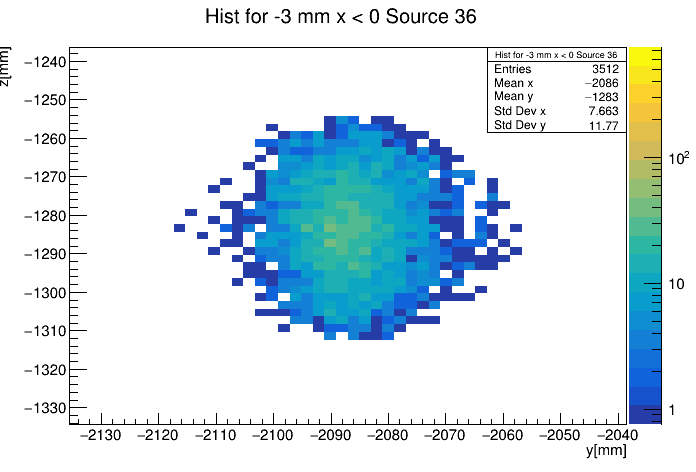 Hist for -3 mm x < 0 Source 36
z[mm]
Hist for -3 mm x < 0 Source 36
Entries 3512
Mean x −2086
Mean y −1283
Std Dev x 7.663
Std Dev y 11.77
−1240
−1250
−1260
−1270
−1280
−1290
−1300
−1310
−1320
−1330
10²
10
1
−2130 −2120 −2110 −2100 −2090 −2080 −2070 −2060 −2050 −2040
y[mm]